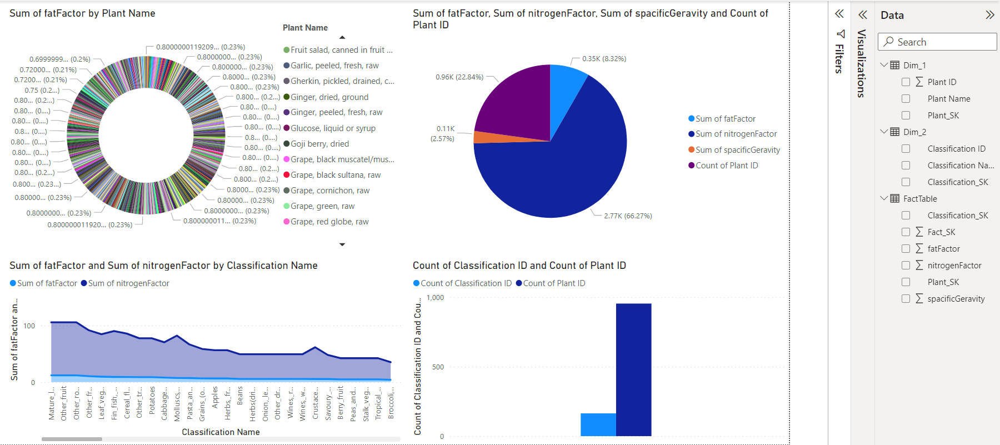 Sum of fatFactor by Plant Name
Plant Name
Fruit salad, canned in fruit ...
Garlic, peeled, fresh, raw
Gherkin, pickled, drained, c...
Ginger, dried, ground
Ginger, peeled, fresh, raw
Glucose, liquid or syrup
Goji berry, dried
Grape, black muscatel/mus...
Grape, black sultana, raw
Grape, cornichon, raw
Grape, green, raw
Grape, red globe, raw
0.8000000119209... (0.23%)
0.8000000... (0.23%)
0.800000... (0.23%)
0.8000... (0.23%)
0.800... (0.23%)
0.800... (0.2...)
0.80... (0....)
0.80... (0....)
0.80... (0....)
0.8... (0....)
0.80... (0....)
0.80... (0....)
0.80... (0.2...)
0.800... (0.2...)
0.8000... (0.23%)
0.80000... (0.23%)
0.8000000... (0.23%)
0.800000011... (0.23%)
0.800000011920... (0.23%)
0.8000000... (0.23%)
0.80000... (0.23%)
0.800... (0.23...)
0.80... (0.2...)
0.80... (0....)
0.80... (0....)
0.80... (0....)
0.8... (0....)
0.80... (0....)
0.80... (0....)
0.80... (0.2...)
0.75 (0.2...)
0.7200... (0.21%)
0.72000... (0.21%)
0.6999999... (0.2%)
Sum of fatFactor, Sum of nitrogenFactor, Sum of spacificGeravity and Count of
Plant ID
0.35K (8.32%)
0.96K (22.84%)
0.11K
(2.57%)
2.77K (66.27%)
Sum of fatFactor
Sum of nitrogenFactor
Sum of spacificGeravity
Count of Plant ID
Sum of fatFactor and Sum of nitrogenFactor by Classification Name
Sum of fatFactor
Sum of nitrogenFactor
Sum of fatFactor an...
100
0
Mature_l...
Other_fruit
Other_ro...
Other_fr...
Leaf_veg...
Fin_fish,_...
Cereal_fl...
Other_tr...
Potatoes
Cabbage...
Molluscs,...
Pasta_an...
Grains_(o...
Apples
Herbs,_fr...
Beans
Herbs(dri...
Onion,_le...
Other_dr...
Wines,_r...
Wines,_w...
Crustace...
Savoury_...
Berry_fruit
Peas_and...
Stalk_veg...
Tropical_...
Broccoli,...
Classification Name
Count of Classification ID and Count of Plant ID
Count of Classification ID
Count of Plant ID
Count of Classification ID and Cou...
1,000
500
0
Filters
Visualizations
Data
Search
Dim_1
Plant ID
Plant Name
Plant_SK
Dim_2
Classification ID
Classification Na...
Classification_SK
FactTable
Classification_SK
Fact_SK
fatFactor
nitrogenFactor
Plant_SK
spacificGeravity